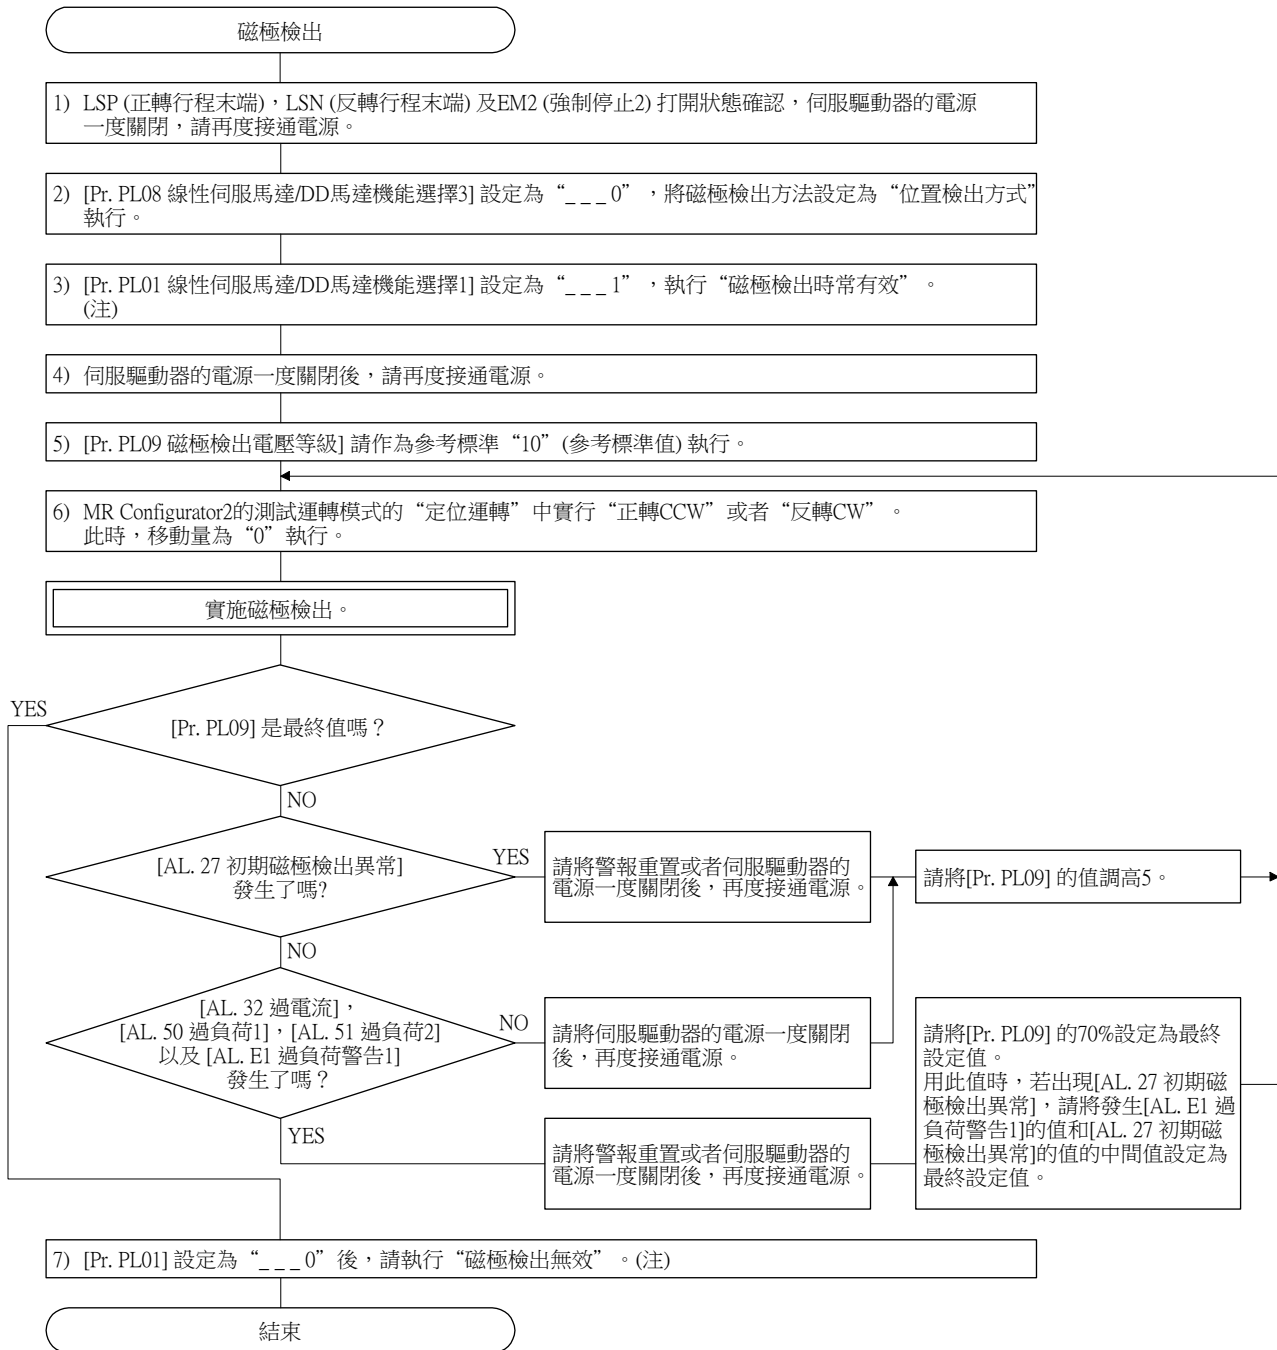 磁極檢出
1) LSP (正轉行程末端)，LSN (反轉行程末端) 及EM2 (強制停止2) 打開狀態確認，伺服驅動器的電源
一度關閉，請再度接通電源。
2) [Pr. PL08 線性伺服馬達/DD馬達機能選擇3] 設定為“_ _ _ 0”，將磁極檢出方法設定為“位置檢出方式”
執行。
3) [Pr. PL01 線性伺服馬達/DD馬達機能選擇1] 設定為“_ _ _ 1”，執行“磁極檢出時常有效”。
(注)
4) 伺服驅動器的電源一度關閉後，請再度接通電源。
5) [Pr. PL09 磁極檢出電壓等級] 請作為參考標準“10” (參考標準值) 執行。
6) MR Configurator2的測試運轉模式的“定位運轉”中實行“正轉CCW”或者“反轉CW”。
此時，移動量為“0”執行。
實施磁極檢出。
YES
[Pr. PL09] 是最終值嗎？
NO
[AL. 27 初期磁極檢出異常]
發生了嗎?
YES
請將警報重置或者伺服驅動器的
電源一度關閉後，再度接通電源。
請將[Pr. PL09] 的值調高5。
NO
[AL. 32 過電流]，
[AL. 50 過負荷1]，[AL. 51 過負荷2]
以及 [AL. E1 過負荷警告1]
發生了嗎？
NO
請將伺服驅動器的電源一度關閉
後，再度接通電源。
請將[Pr. PL09] 的70%設定為最終
設定值。
用此值時，若出現[AL. 27 初期磁
極檢出異常]，請將發生[AL. E1 過
負荷警告1]的值和[AL. 27 初期磁
極檢出異常]的值的中間值設定為
最終設定值。
YES
請將警報重置或者伺服驅動器的
電源一度關閉後，再度接通電源。
7) [Pr. PL01] 設定為“_ _ _ 0”後，請執行“磁極檢出無效”。(注)
結束